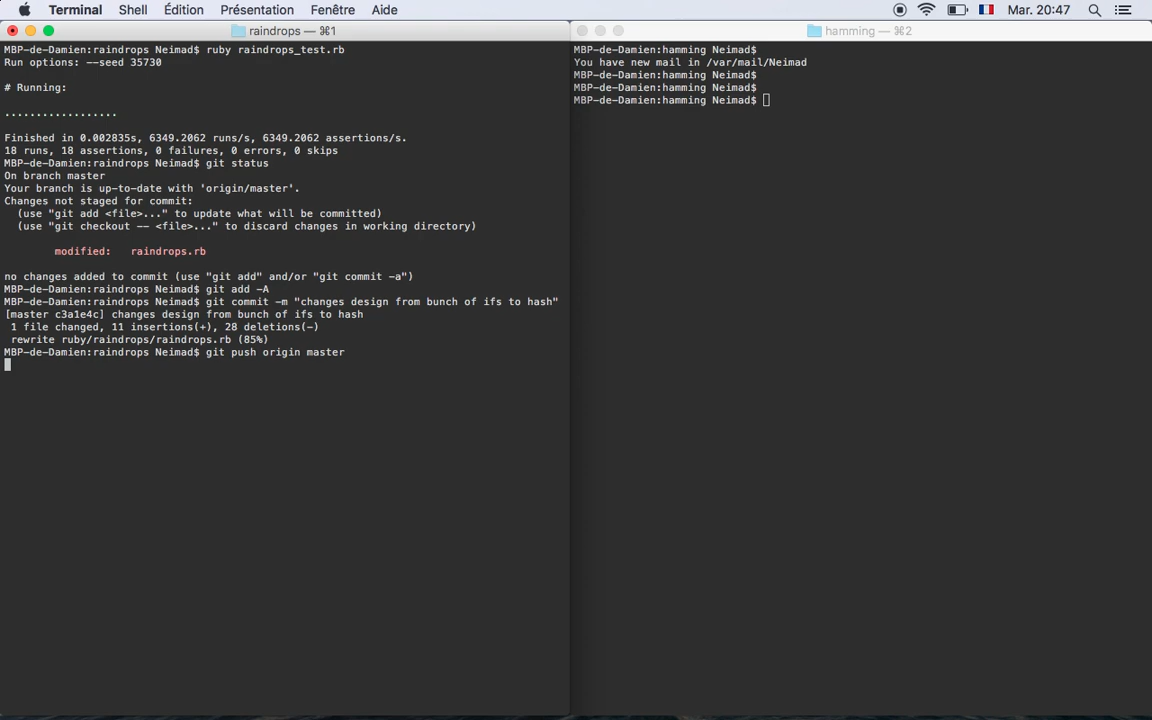 Terminal Shell Édition Présentation Fenêtre Aide Mar. 20:47
raindrops — ⌘1
MBP-de-Damien:raindrops Neimad$ ruby raindrops_test.rb
Run options: --seed 35730
# Running:
..................
Finished in 0.002835s, 6349.2062 runs/s, 6349.2062 assertions/s.
18 runs, 18 assertions, 0 failures, 0 errors, 0 skips
MBP-de-Damien:raindrops Neimad$ git status
On branch master
Your branch is up-to-date with 'origin/master'.
Changes not staged for commit:
  (use "git add <file>..." to update what will be committed)
  (use "git checkout -- <file>..." to discard changes in working directory)
        modified:   raindrops.rb
no changes added to commit (use "git add" and/or "git commit -a")
MBP-de-Damien:raindrops Neimad$ git add -A
MBP-de-Damien:raindrops Neimad$ git commit -m "changes design from bunch of ifs to hash"
[master c3a1e4c] changes design from bunch of ifs to hash
 1 file changed, 11 insertions(+), 28 deletions(-)
 rewrite ruby/raindrops/raindrops.rb (85%)
MBP-de-Damien:raindrops Neimad$ git push origin master
hamming — ⌘2
MBP-de-Damien:hamming Neimad$
You have new mail in /var/mail/Neimad
MBP-de-Damien:hamming Neimad$
MBP-de-Damien:hamming Neimad$
MBP-de-Damien:hamming Neimad$